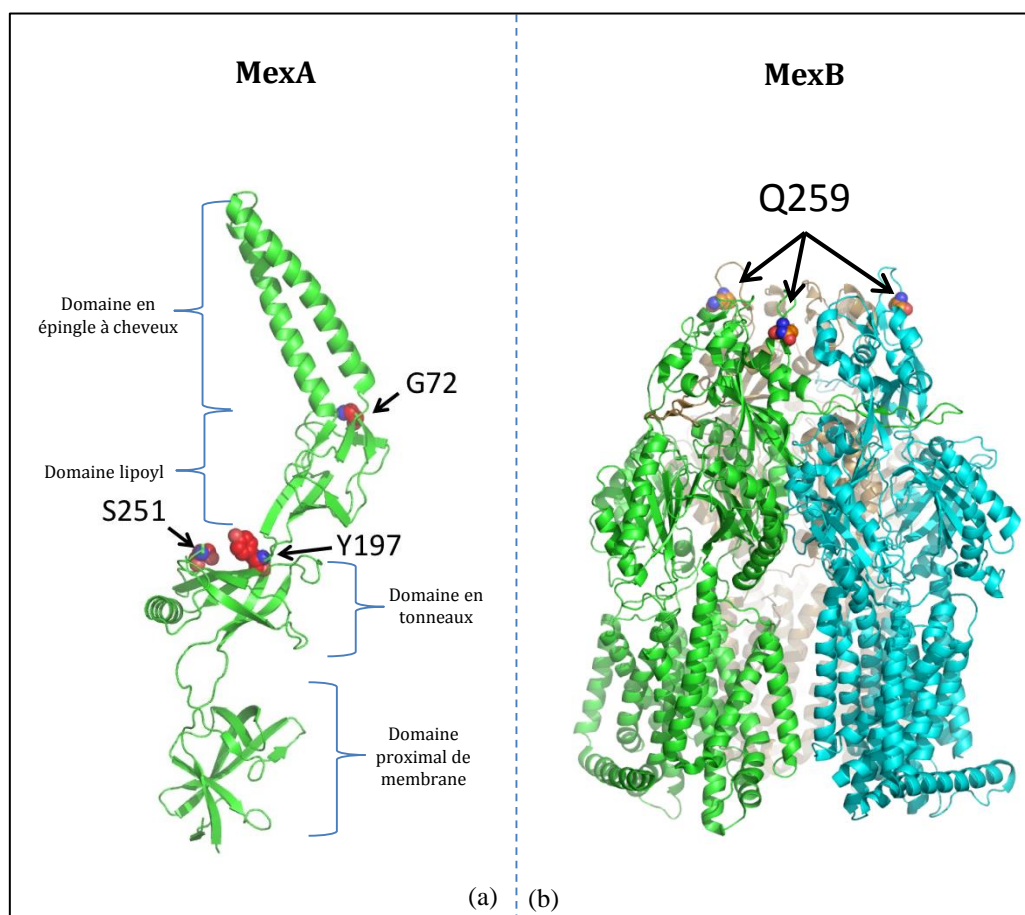 MexA
MexB
Q259
Domaine en
épingle à cheveux
G72
Domaine lipoyl
S251
Y197
Domaine en
tonneaux
Domaine
proximal de
membrane
(a)
(b)